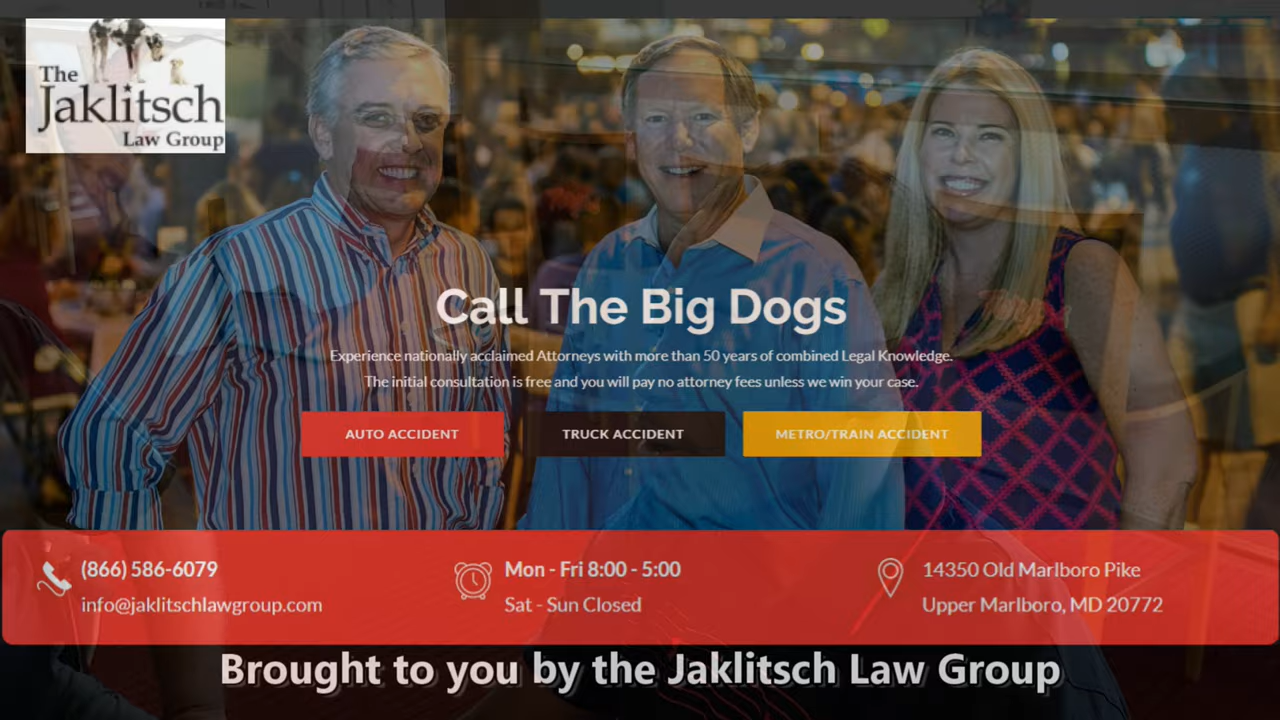 The
Jaklitsch
Law Group
Call The Big Dogs
Experience nationally acclaimed Attorneys with more than 50 years of combined Legal Knowledge.
The initial consultation is free and you will pay no attorney fees unless we win your case.
AUTO ACCIDENT
TRUCK ACCIDENT
METRO/TRAIN ACCIDENT
(866) 586-6079
info@jaklitschlawgroup.com
Mon - Fri 8:00 - 5:00
Sat - Sun Closed
14350 Old Marlboro Pike
Upper Marlboro, MD 20772
Brought to you by the Jaklitsch Law Group